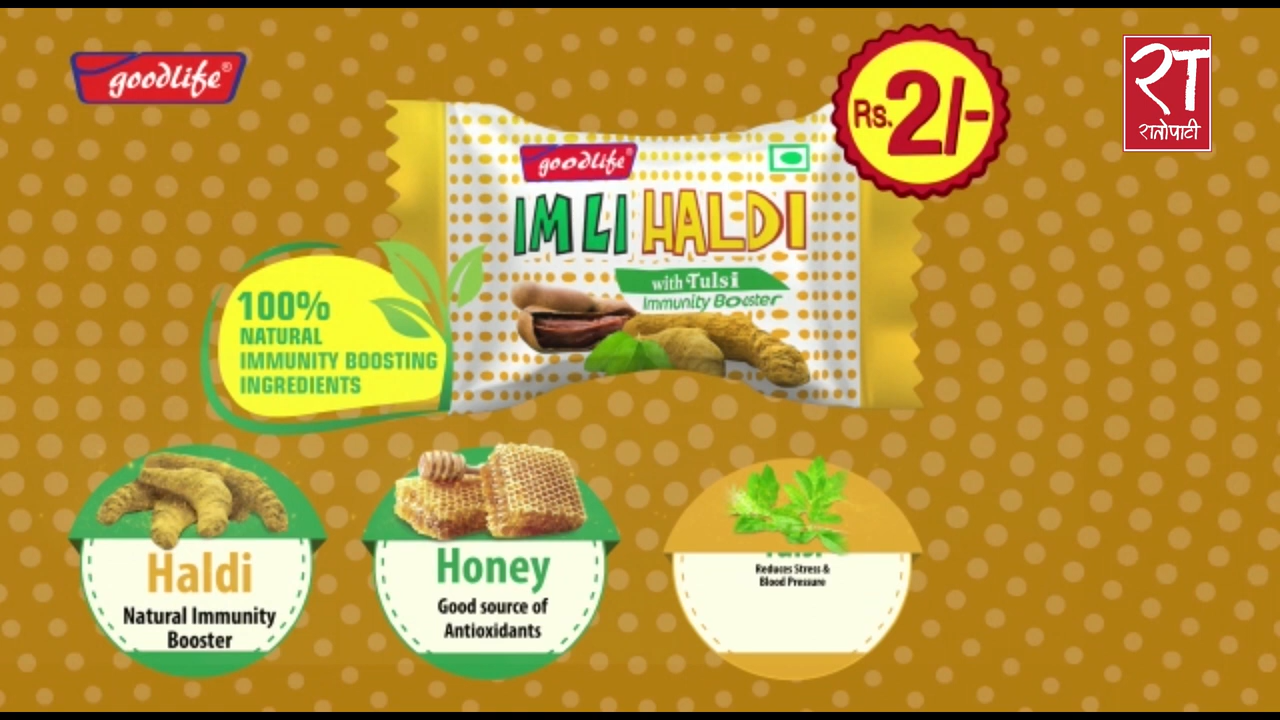 goodlife®
Rs. 2/-
रा
रातोपाटी
goodlife®
IMLI HALDI
with Tulsi
Immunity Booster
100%
NATURAL
IMMUNITY BOOSTING
INGREDIENTS
Haldi
Natural Immunity
Booster
Honey
Good source of
Antioxidants
Tulsi
Reduces Stress &
Blood Pressure